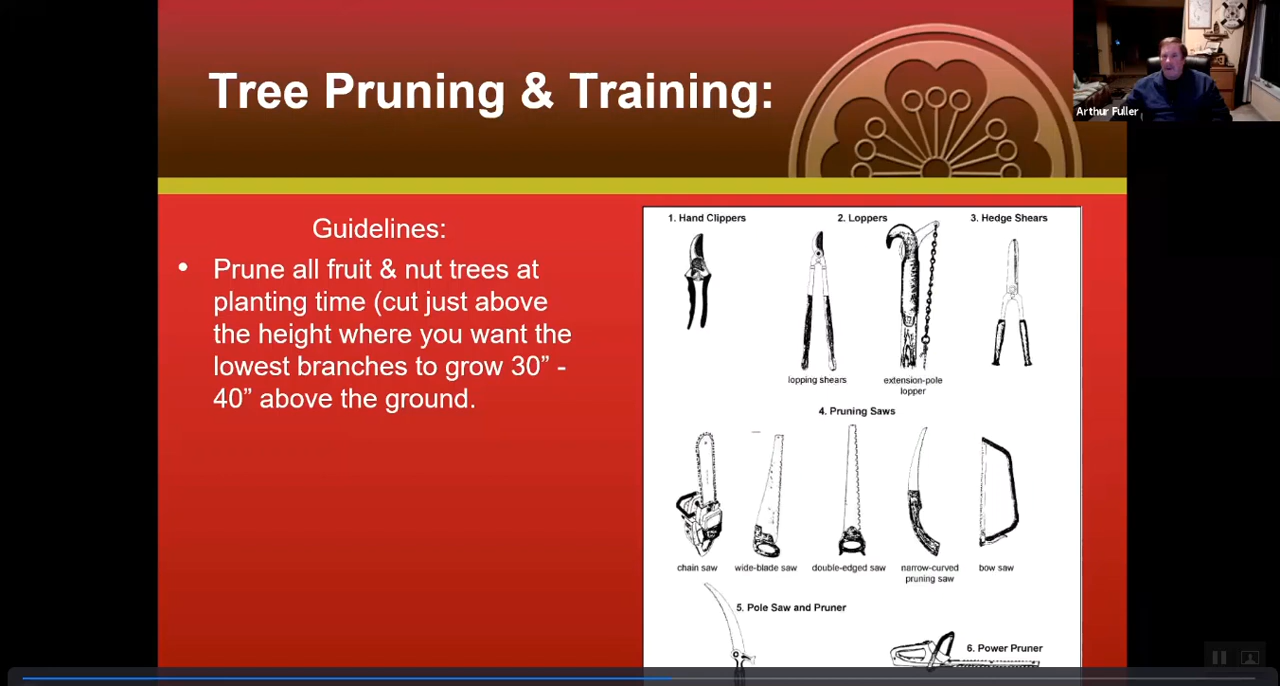 Tree Pruning & Training:
Arthur Fuller
Guidelines:
• Prune all fruit & nut trees at
planting time (cut just above
the height where you want the
lowest branches to grow 30” -
40” above the ground.
1. Hand Clippers
2. Loppers
3. Hedge Shears
lopping shears
extension-pole
lopper
4. Pruning Saws
chain saw
wide-blade saw
double-edged saw
narrow-curved
pruning saw
bow saw
5. Pole Saw and Pruner
6. Power Pruner